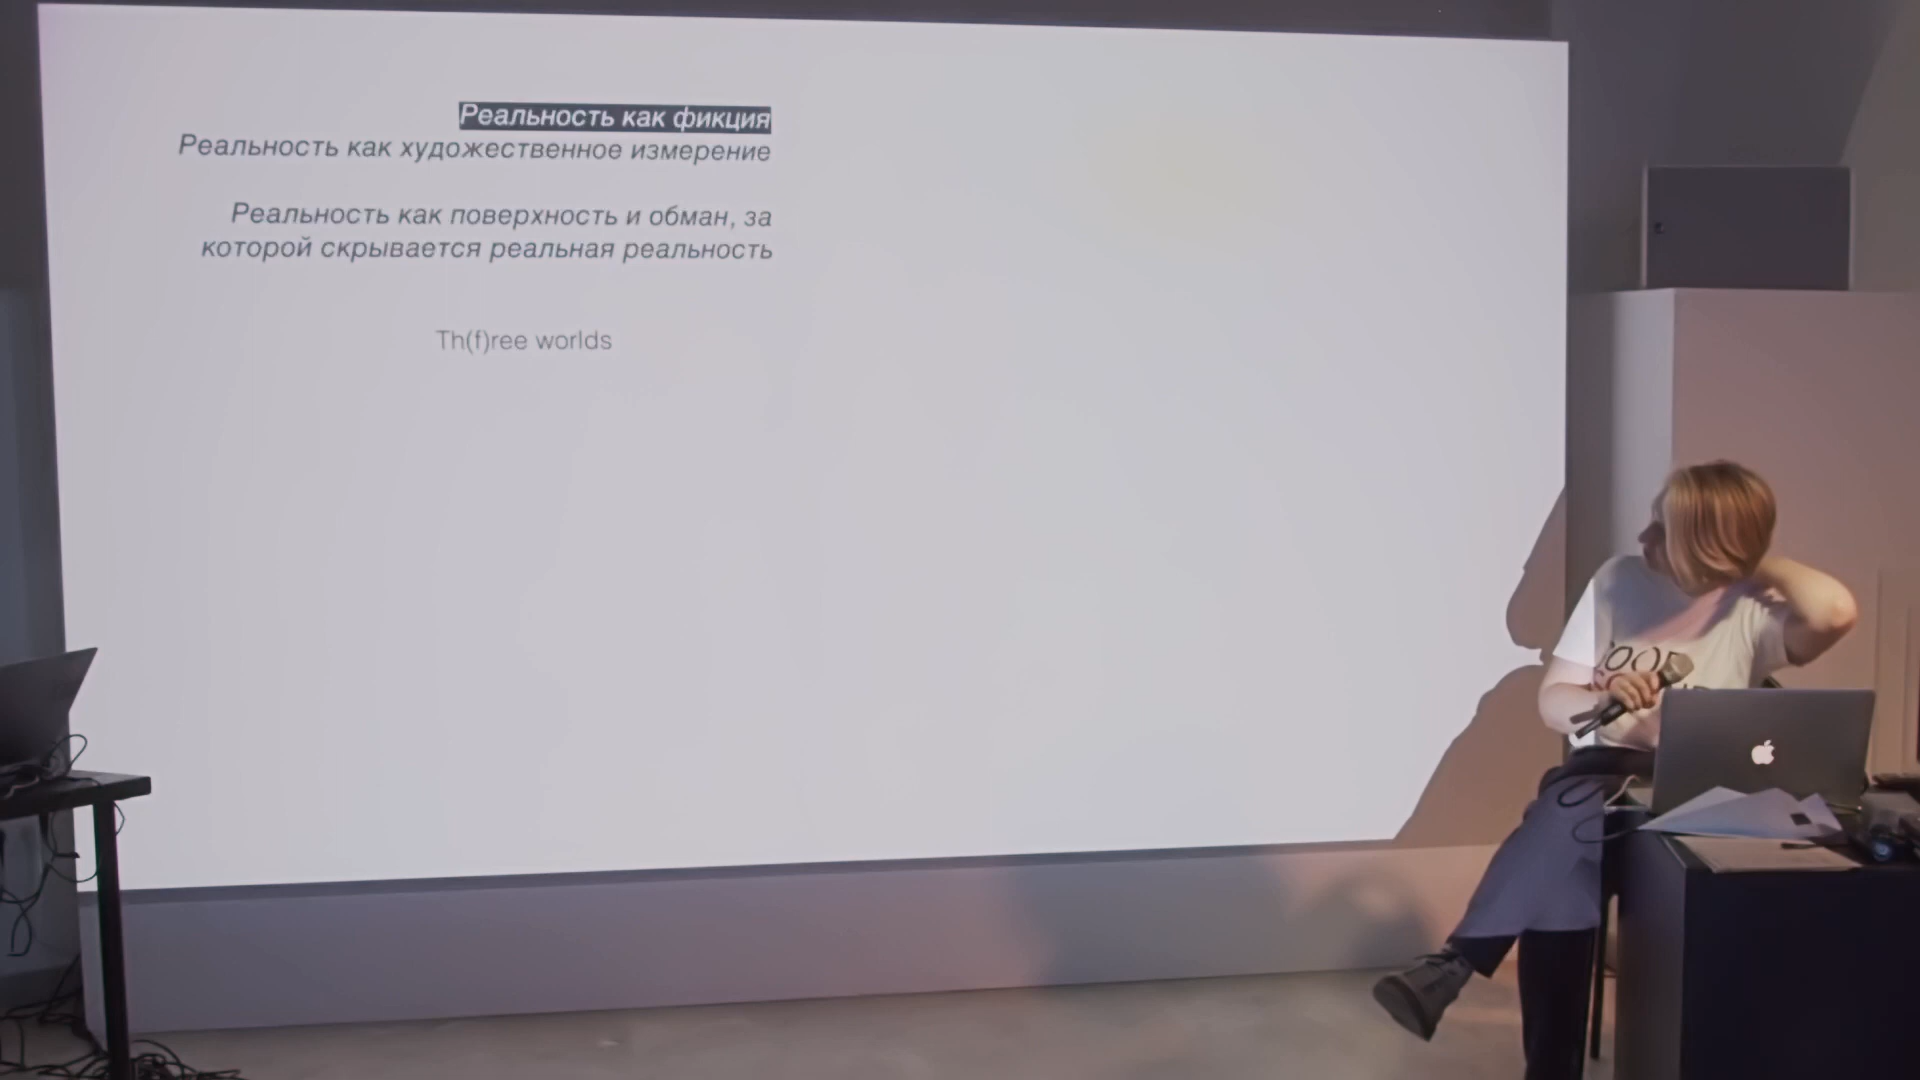 Реальность как фикция
Реальность как художественное измерение
Реальность как поверхность и обман, за
которой скрывается реальная реальность
Th(f)ree worlds